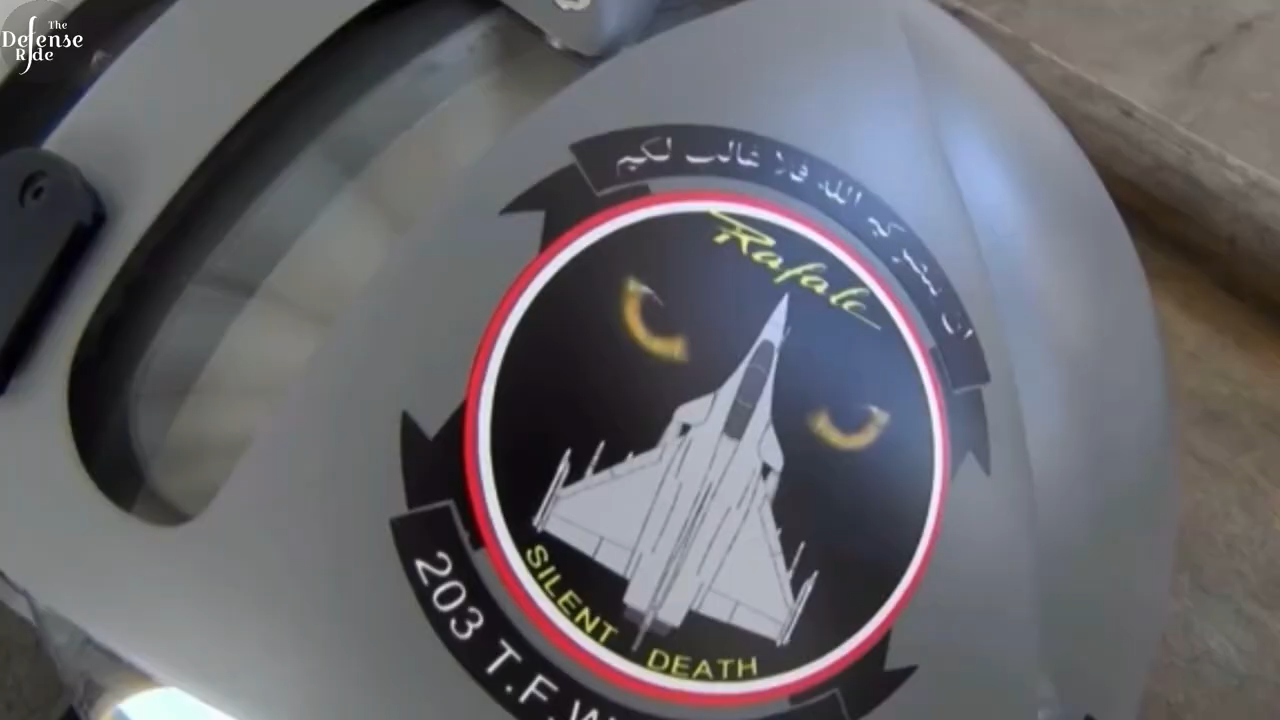 The
Defense
Ride
ان ينصركم الله فلا غالب لكم
Rafale
SILENT DEATH
203 T.F.W